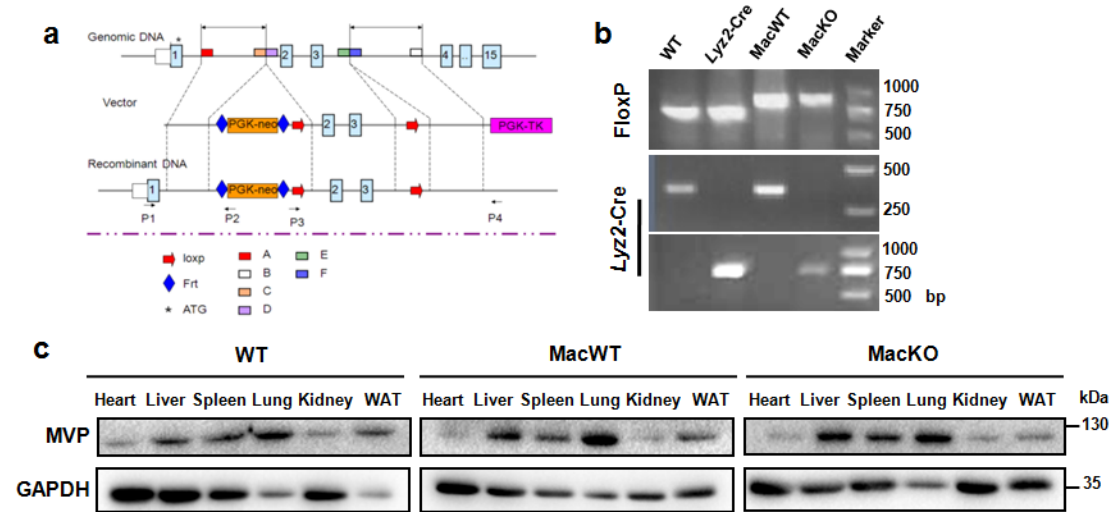 a
Genomic DNA
* 1 2 3 4 .. 15
Vector
PGK-neo 2 3 PGK-TK
Recombinant DNA
1 PGK-neo 2 3
P1 P2 P3 P4
loxp A E
Frt B F
C
* ATG D
b
WT Lyz2-Cre MacWT MacKO Marker
FloxP
1000
750
500
Lyz2-Cre
500
250
1000
750
500 bp
c
WT MacWT MacKO
Heart Liver Spleen Lung Kidney WAT Heart Liver Spleen Lung Kidney WAT Heart Liver Spleen Lung Kidney WAT kDa
MVP 130
GAPDH 35